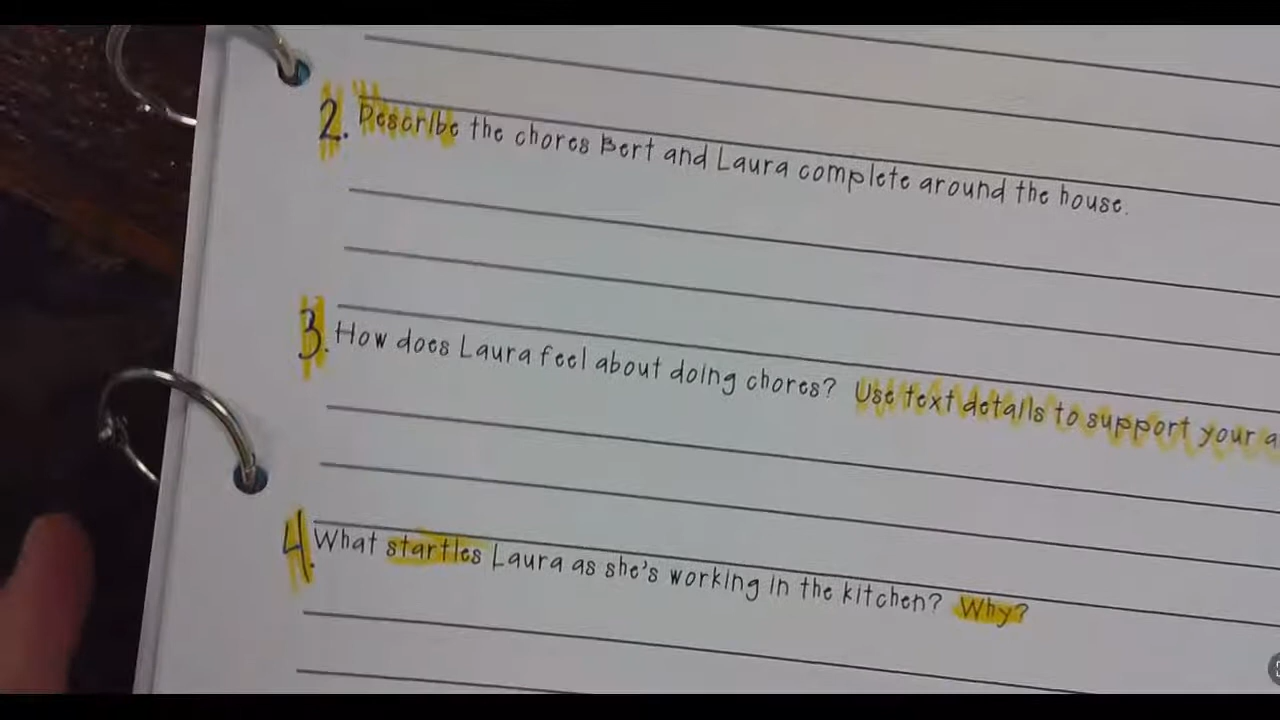 2. Describe the chores Bert and Laura complete around the house.
3. How does Laura feel about doing chores? Use text details to support your a
4. What startles Laura as she's working in the kitchen? Why?